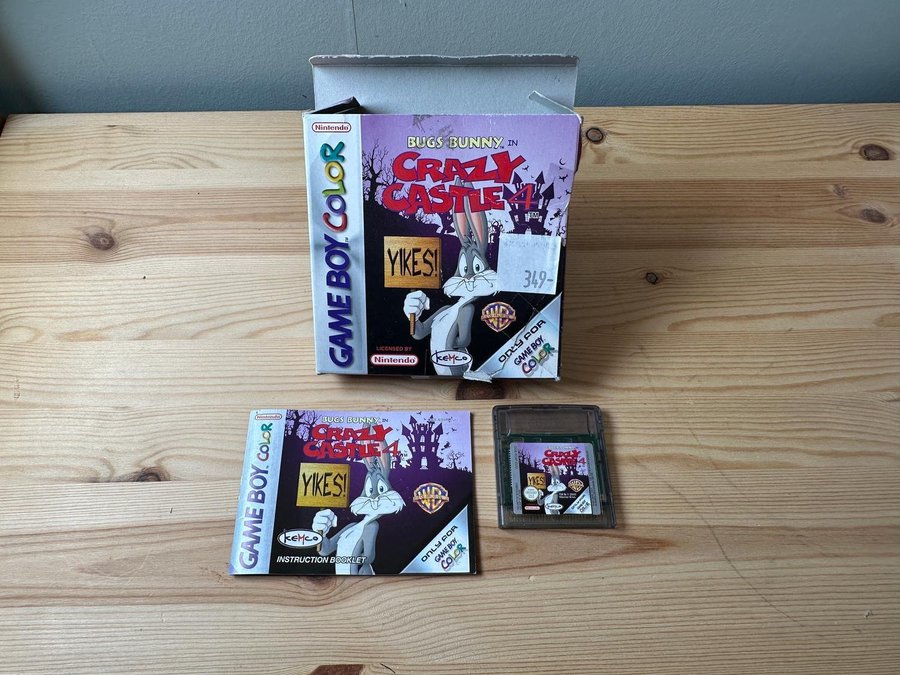 Nintendo
GAME BOY COLOR
BUGS BUNNY IN
CRAZY
CASTLE 4
TM
YIKES!
349-
LICENSED BY
Nintendo
KEMCO
ONLY FOR
GAME BOY
COLOR
Nintendo
GAME BOY COLOR
BUGS BUNNY IN
CRAZY
CASTLE 4
YIKES!
KEMCO
INSTRUCTION BOOKLET
ONLY FOR
GAME BOY
COLOR
CRAZY
CASTLE 4
YIKES!